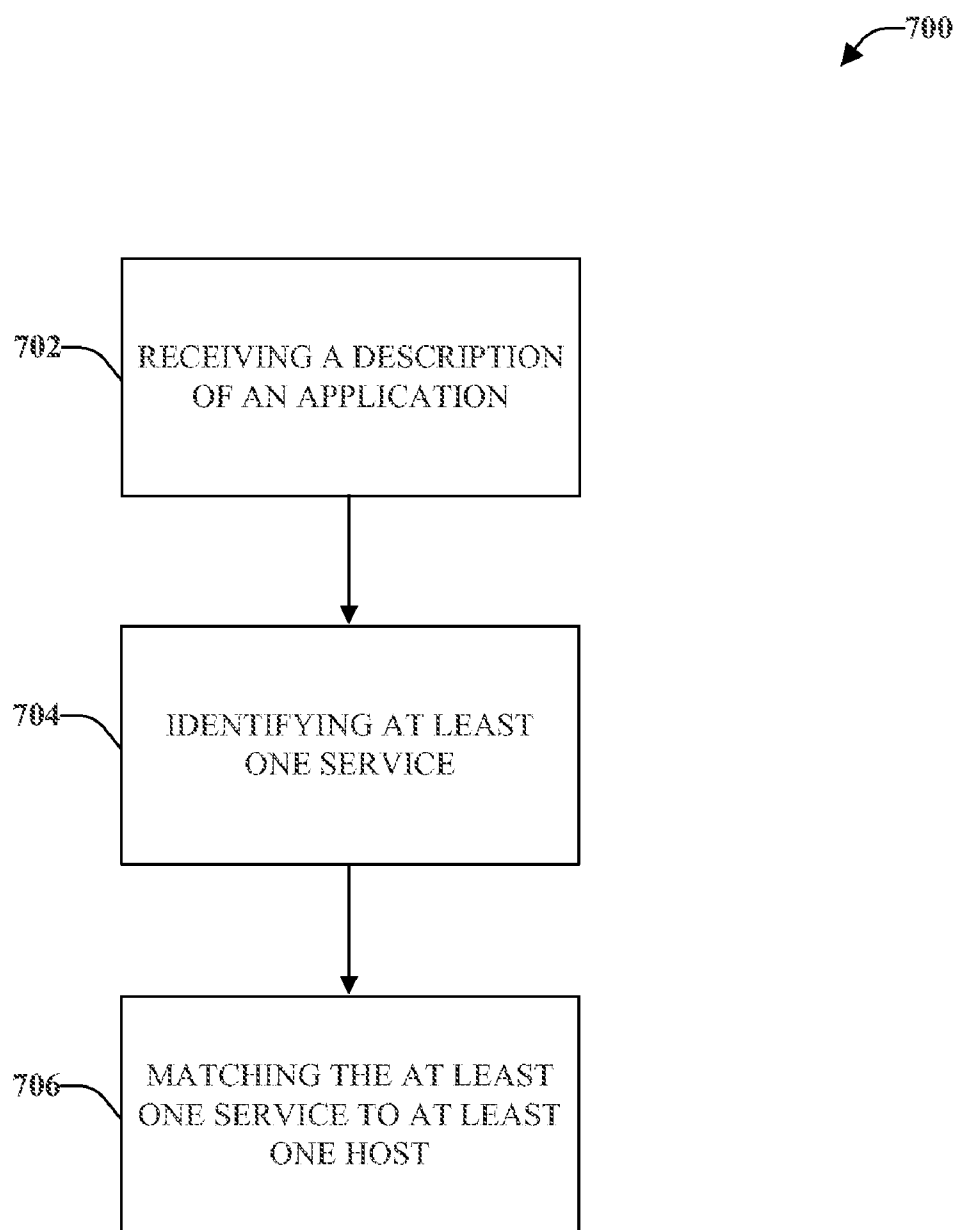 700
702
RECEIVING A DESCRIPTION
OF AN APPLICATION
704
IDENTIFYING AT LEAST
ONE SERVICE
706
MATCHING THE AT LEAST
ONE SERVICE TO AT LEAST
ONE HOST